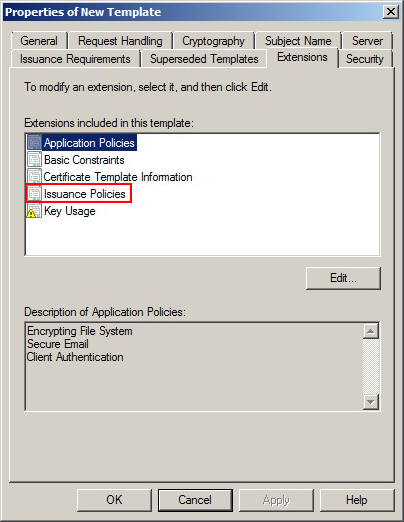 Properties of New Template
General Request Handling Cryptography Subject Name Server
Issuance Requirements Superseded Templates Extensions Security
To modify an extension, select it, and then click Edit.
Extensions included in this template:
Application Policies
Basic Constraints
Certificate Template Information
Issuance Policies
Key Usage
Edit...
Description of Application Policies:
Encrypting File System
Secure Email
Client Authentication
OK Cancel Apply Help